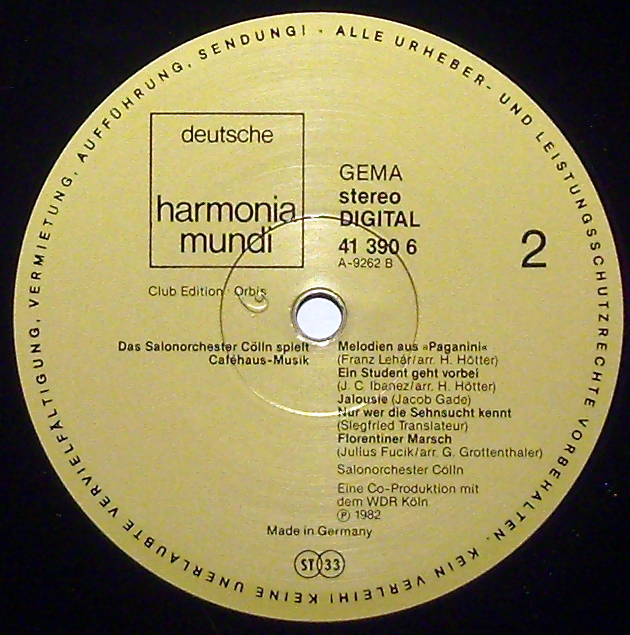 ALLE URHEBER- UND LEISTUNGSSCHUTZRECHTE VORBEHALTEN. KEIN VERLEIH! KEINE UNERLAUBTE VERVIELFÄLTIGUNG, VERMIETUNG, AUFFÜHRUNG, SENDUNG! -
deutsche
harmonia
mundi
GEMA
stereo
DIGITAL
41 390 6
A-9262 B
2
Club Edition · Orbis
Das Salonorchester Cölln spielt
Caféhaus-Musik
Melodien aus »Paganini«
(Franz Lehár/arr. H. Hötter)
Ein Student geht vorbei
(J. C. Ibanez/arr. H. Hötter)
Jalousie (Jacob Gade)
Nur wer die Sehnsucht kennt
(Siegfried Translateur)
Florentiner Marsch
(Julius Fucik/arr. G. Grottenthaler)
Salonorchester Cölln
Eine Co-Produktion mit
dem WDR Köln
℗ 1982
Made in Germany
ST 33